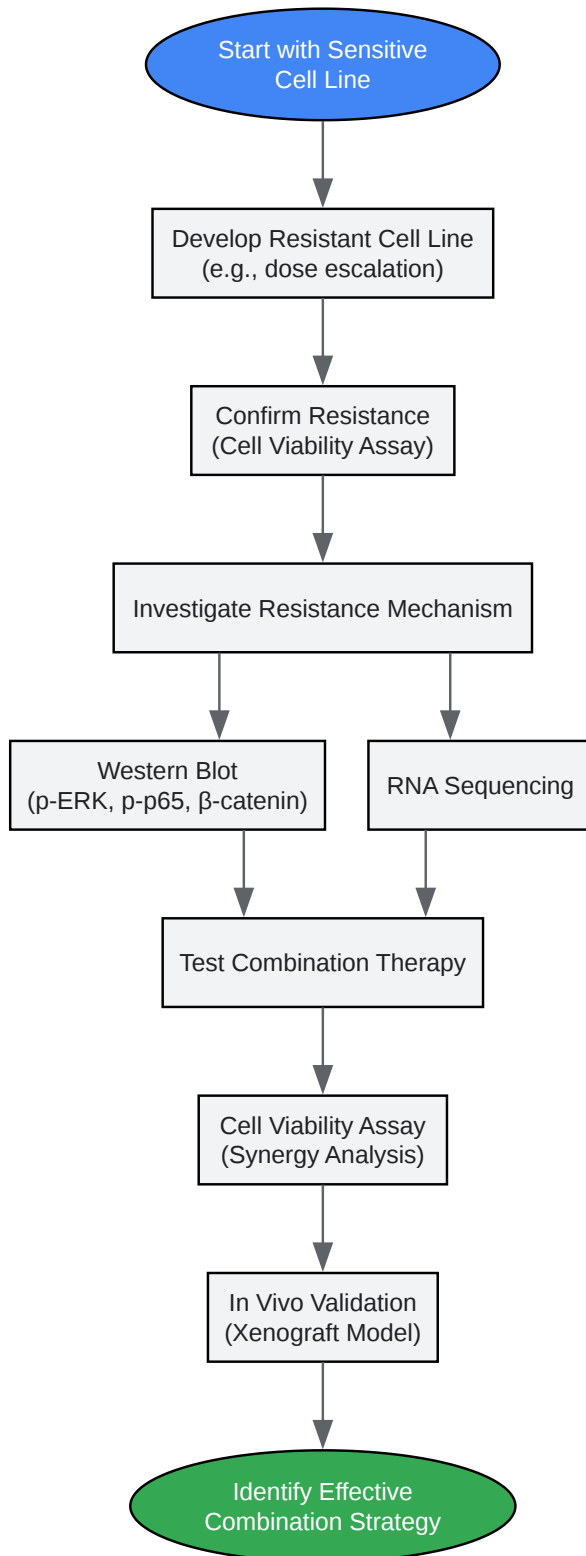 Start with Sensitive
Cell Line
Develop Resistant Cell Line
(e.g., dose escalation)
Confirm Resistance
(Cell Viability Assay)
Investigate Resistance Mechanism
Western Blot
(p-ERK, p-p65, β-catenin)
RNA Sequencing
Test Combination Therapy
Cell Viability Assay
(Synergy Analysis)
In Vivo Validation
(Xenograft Model)
Identify Effective
Combination Strategy